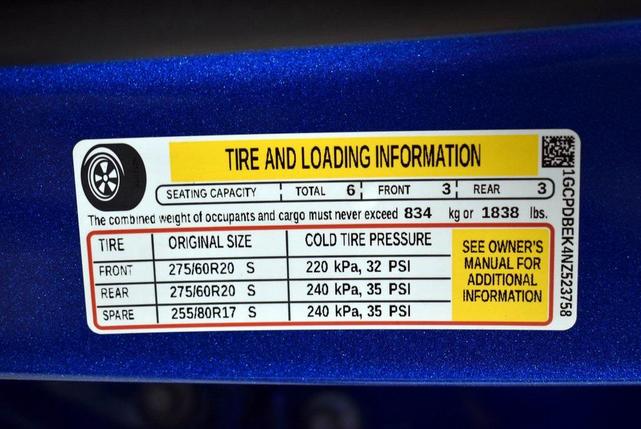 TIRE AND LOADING INFORMATION
SEATING CAPACITY TOTAL 6 FRONT 3 REAR 3
The combined weight of occupants and cargo must never exceed 834 kg or 1838 lbs.
TIRE ORIGINAL SIZE COLD TIRE PRESSURE
FRONT 275/60R20 S 220 kPa, 32 PSI
REAR 275/60R20 S 240 kPa, 35 PSI
SPARE 255/80R17 S 240 kPa, 35 PSI
SEE OWNER'S
MANUAL FOR
ADDITIONAL
INFORMATION
1GCPDBEK4NZ523758